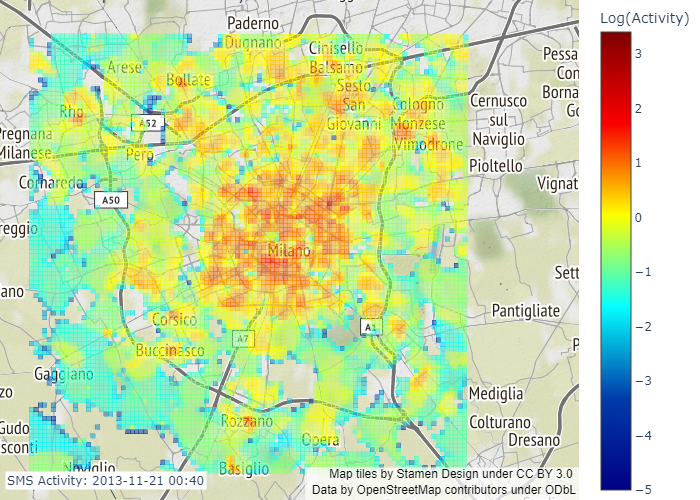 Paderno
Dugnano
Cinisello
Balsamo
Arese
Bollate
Sesto
San
Giovanni
Cologno
Monzese
Vimodrone
Rho
A52
Pero
Pregnana
Milanese
Cornaredo
A50
reggio
Cernusco
sul
Naviglio
Pioltello
Vignat
Pessa
Con
Borna
Go
Milano
Sett
ano
Corsico
Buccinasco
A7
A1
Pantigliate
P
Gaggiano
zo
Gudo
sconti
Rozzano
Opera
Mediglia
Colturano
Dresano
Noviglio
Basiglio
SMS Activity: 2013-11-21 00:40
Map tiles by Stamen Design under CC BY 3.0
Data by OpenStreetMap contributors under ODbL
Log(Activity)
3
2
1
0
−1
−2
−3
−4
−5